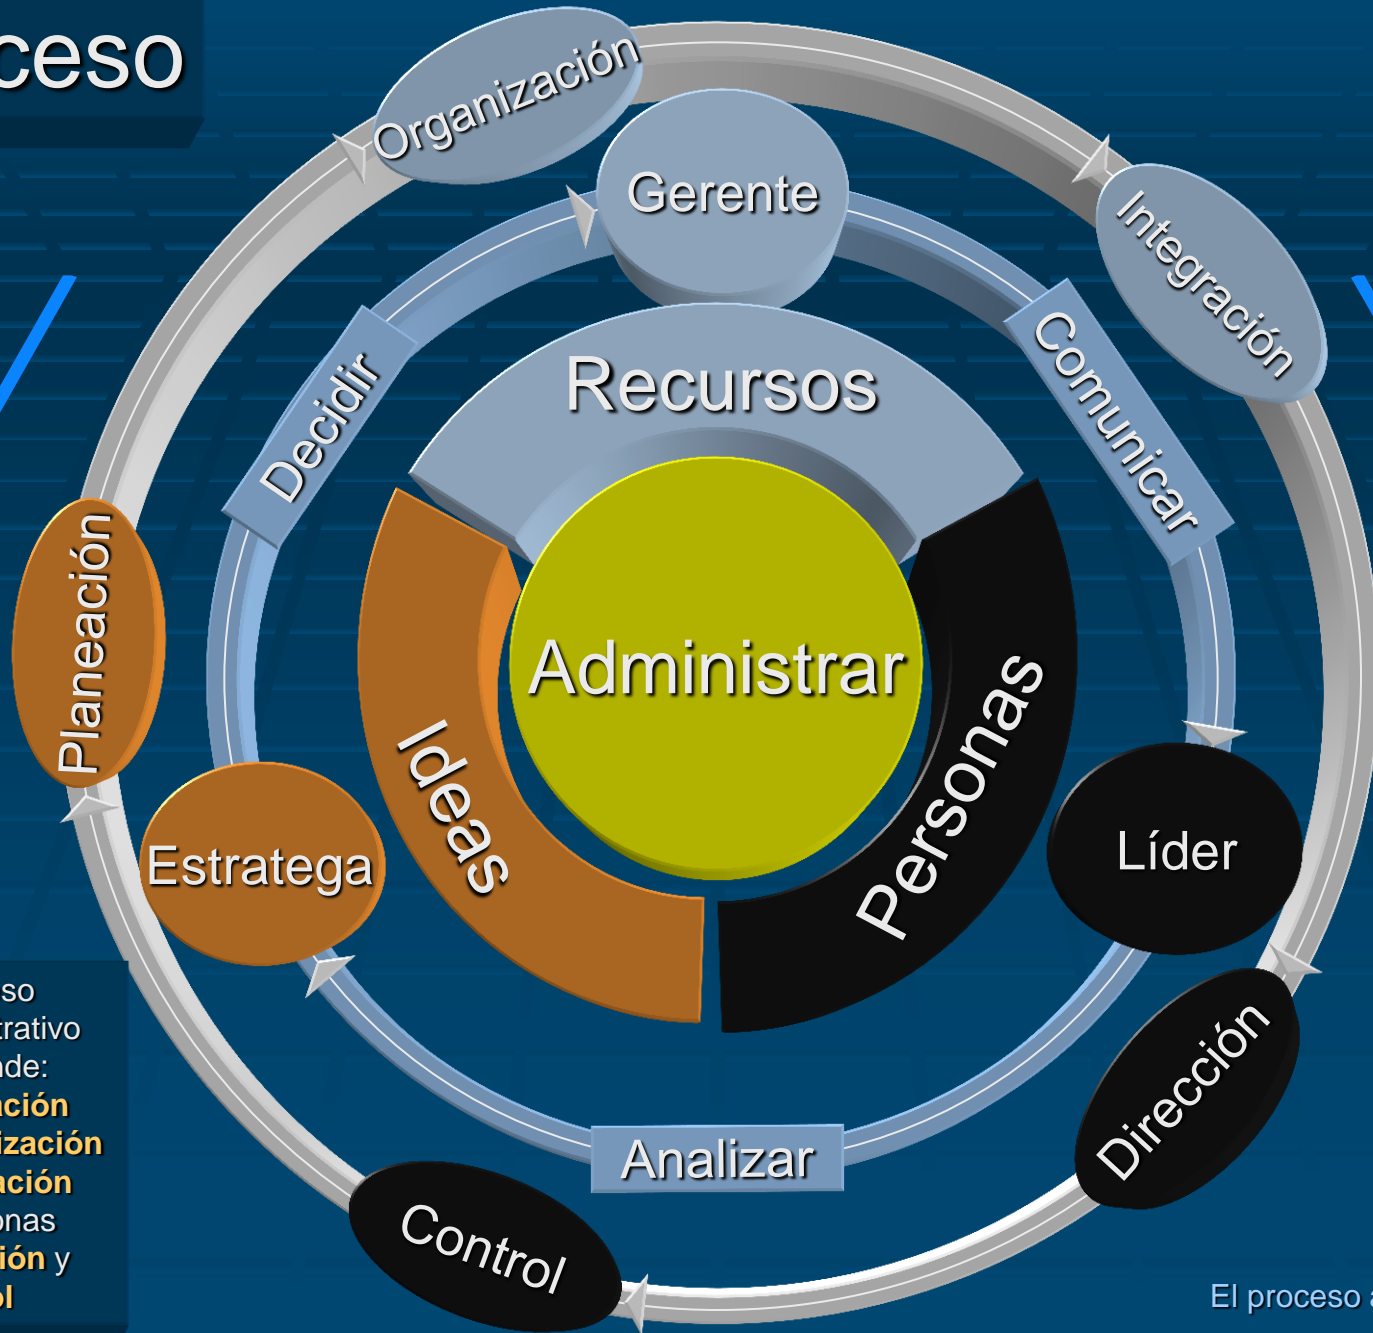 ceso
Organización
Gerente
Integración
Recursos
Decidir
Comunicar
Planeación
Administrar
Ideas
Personas
Estratega
Líder
so
trativo
nde:
ación
ización
ación
onas
ión y
ol
Dirección
Analizar
Control
El proceso a